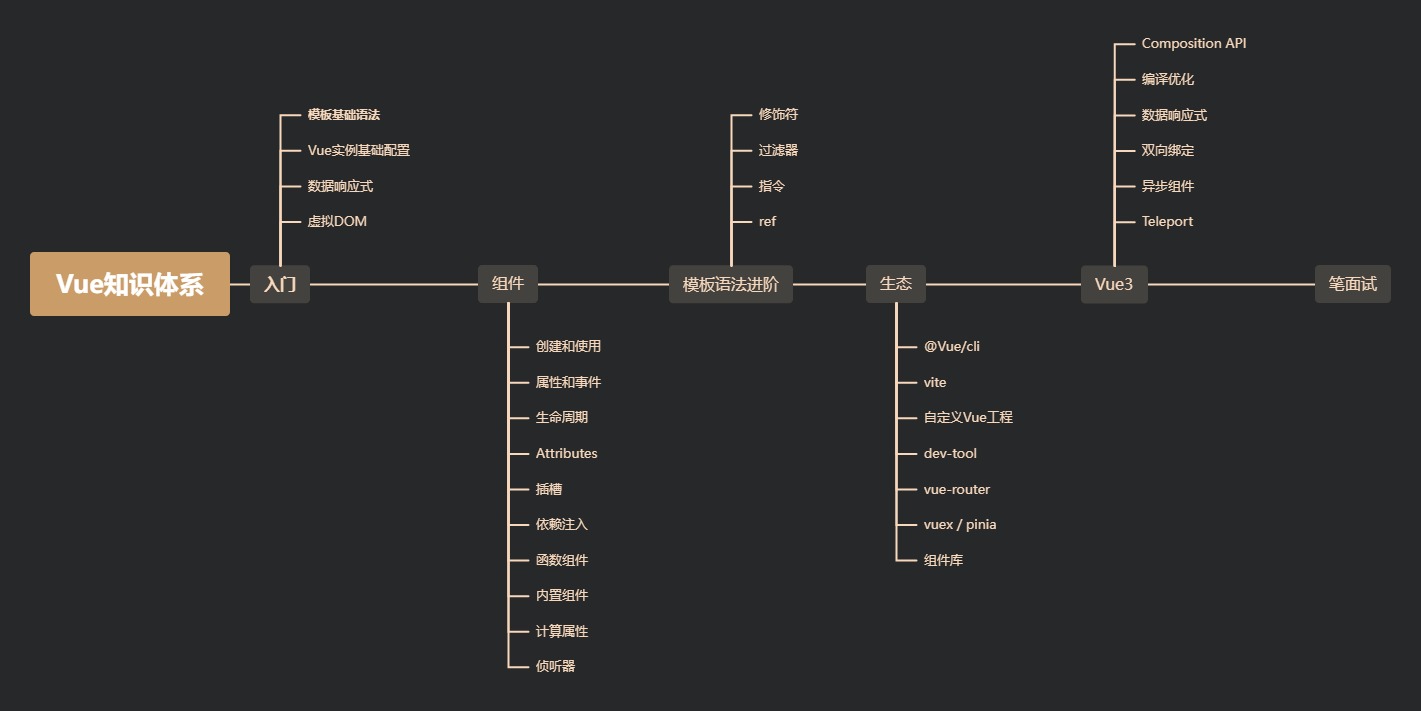 Vue知识体系
入门
模板基础语法
Vue实例基础配置
数据响应式
虚拟DOM
组件
创建和使用
属性和事件
生命周期
Attributes
插槽
依赖注入
函数组件
内置组件
计算属性
侦听器
模板语法进阶
修饰符
过滤器
指令
ref
生态
@Vue/cli
vite
自定义Vue工程
dev-tool
vue-router
vuex / pinia
组件库
Vue3
Composition API
编译优化
数据响应式
双向绑定
异步组件
Teleport
笔面试